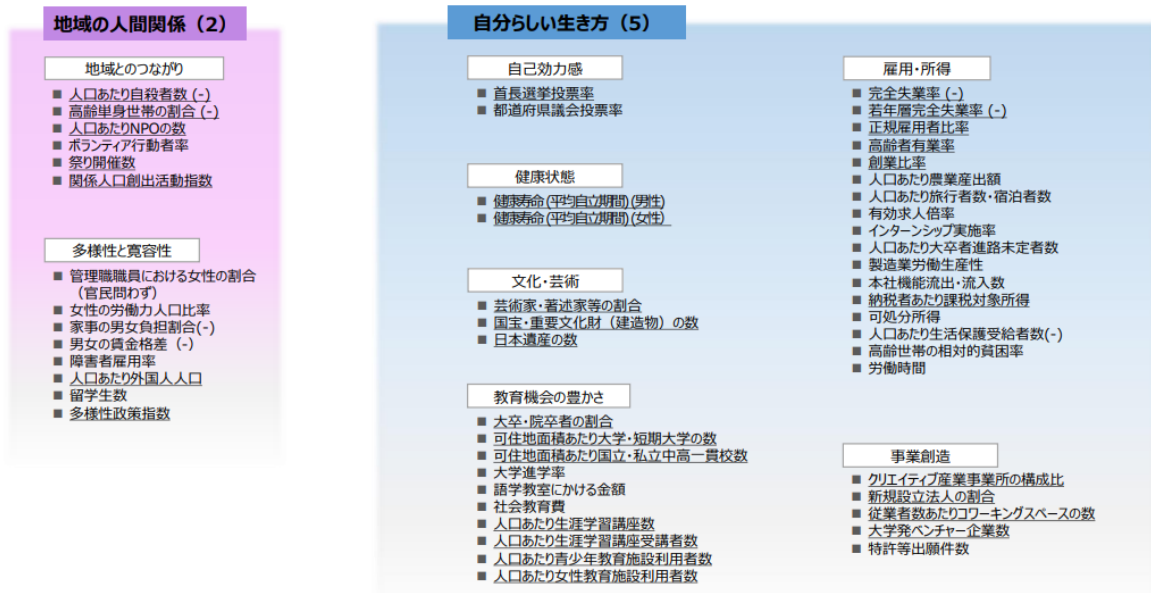 地域の人間関係（2）
地域とのつながり
■ 人口あたり自殺者数 (-)
■ 高齢単身世帯の割合 (-)
■ 人口あたりNPOの数
■ ボランティア行動者率
■ 祭り開催数
■ 関係人口創出活動指数
多様性と寛容性
■ 管理職職員における女性の割合
（官民問わず）
■ 女性の労働力人口比率
■ 家事の男女負担割合(-)
■ 男女の賃金格差（-）
■ 障害者雇用率
■ 人口あたり外国人人口
■ 留学生数
■ 多様性政策指数
自分らしい生き方（5）
自己効力感
■ 首長選挙投票率
■ 都道府県議会投票率
健康状態
■ 健康寿命(平均自立期間)(男性)
■ 健康寿命(平均自立期間)(女性）
文化・芸術
■ 芸術家・著述家等の割合
■ 国宝・重要文化財（建造物）の数
■ 日本遺産の数
教育機会の豊かさ
■ 大卒・院卒者の割合
■ 可住地面積あたり大学・短期大学の数
■ 可住地面積あたり国立・私立中高一貫校数
■ 大学進学率
■ 語学教室にかける金額
■ 社会教育費
■ 人口あたり生涯学習講座数
■ 人口あたり生涯学習講座受講者数
■ 人口あたり青少年教育施設利用者数
■ 人口あたり女性教育施設利用者数
雇用・所得
■ 完全失業率 (-)
■ 若年層完全失業率 (-)
■ 正規雇用者比率
■ 高齢者有業率
■ 創業比率
■ 人口あたり農業産出額
■ 人口あたり旅行者数・宿泊者数
■ 有効求人倍率
■ インターンシップ実施率
■ 人口あたり大卒者進路未定者数
■ 製造業労働生産性
■ 本社機能流出・流入数
■ 納税者あたり課税対象所得
■ 可処分所得
■ 人口あたり生活保護受給者数(-)
■ 高齢世帯の相対的貧困率
■ 労働時間
事業創造
■ クリエイティブ産業事業所の構成比
■ 新規設立法人の割合
■ 従業者数あたりコワーキングスペースの数
■ 大学発ベンチャー企業数
■ 特許等出願件数